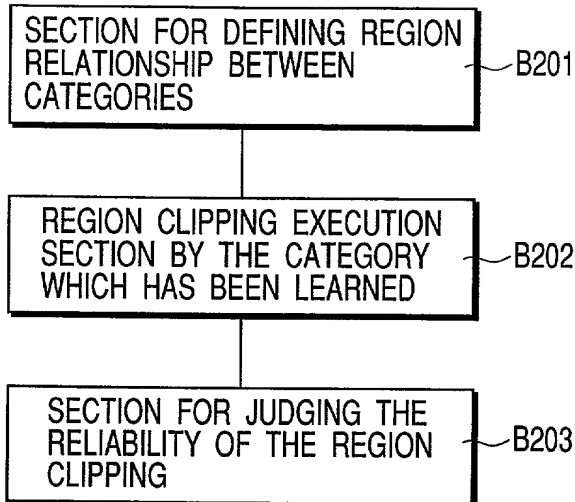 SECTION FOR DEFINING REGION
RELATIONSHIP BETWEEN
CATEGORIES
B201
REGION CLIPPING EXECUTION
SECTION BY THE CATEGORY
WHICH HAS BEEN LEARNED
B202
SECTION FOR JUDGING THE
RELIABILITY OF THE REGION
CLIPPING
B203